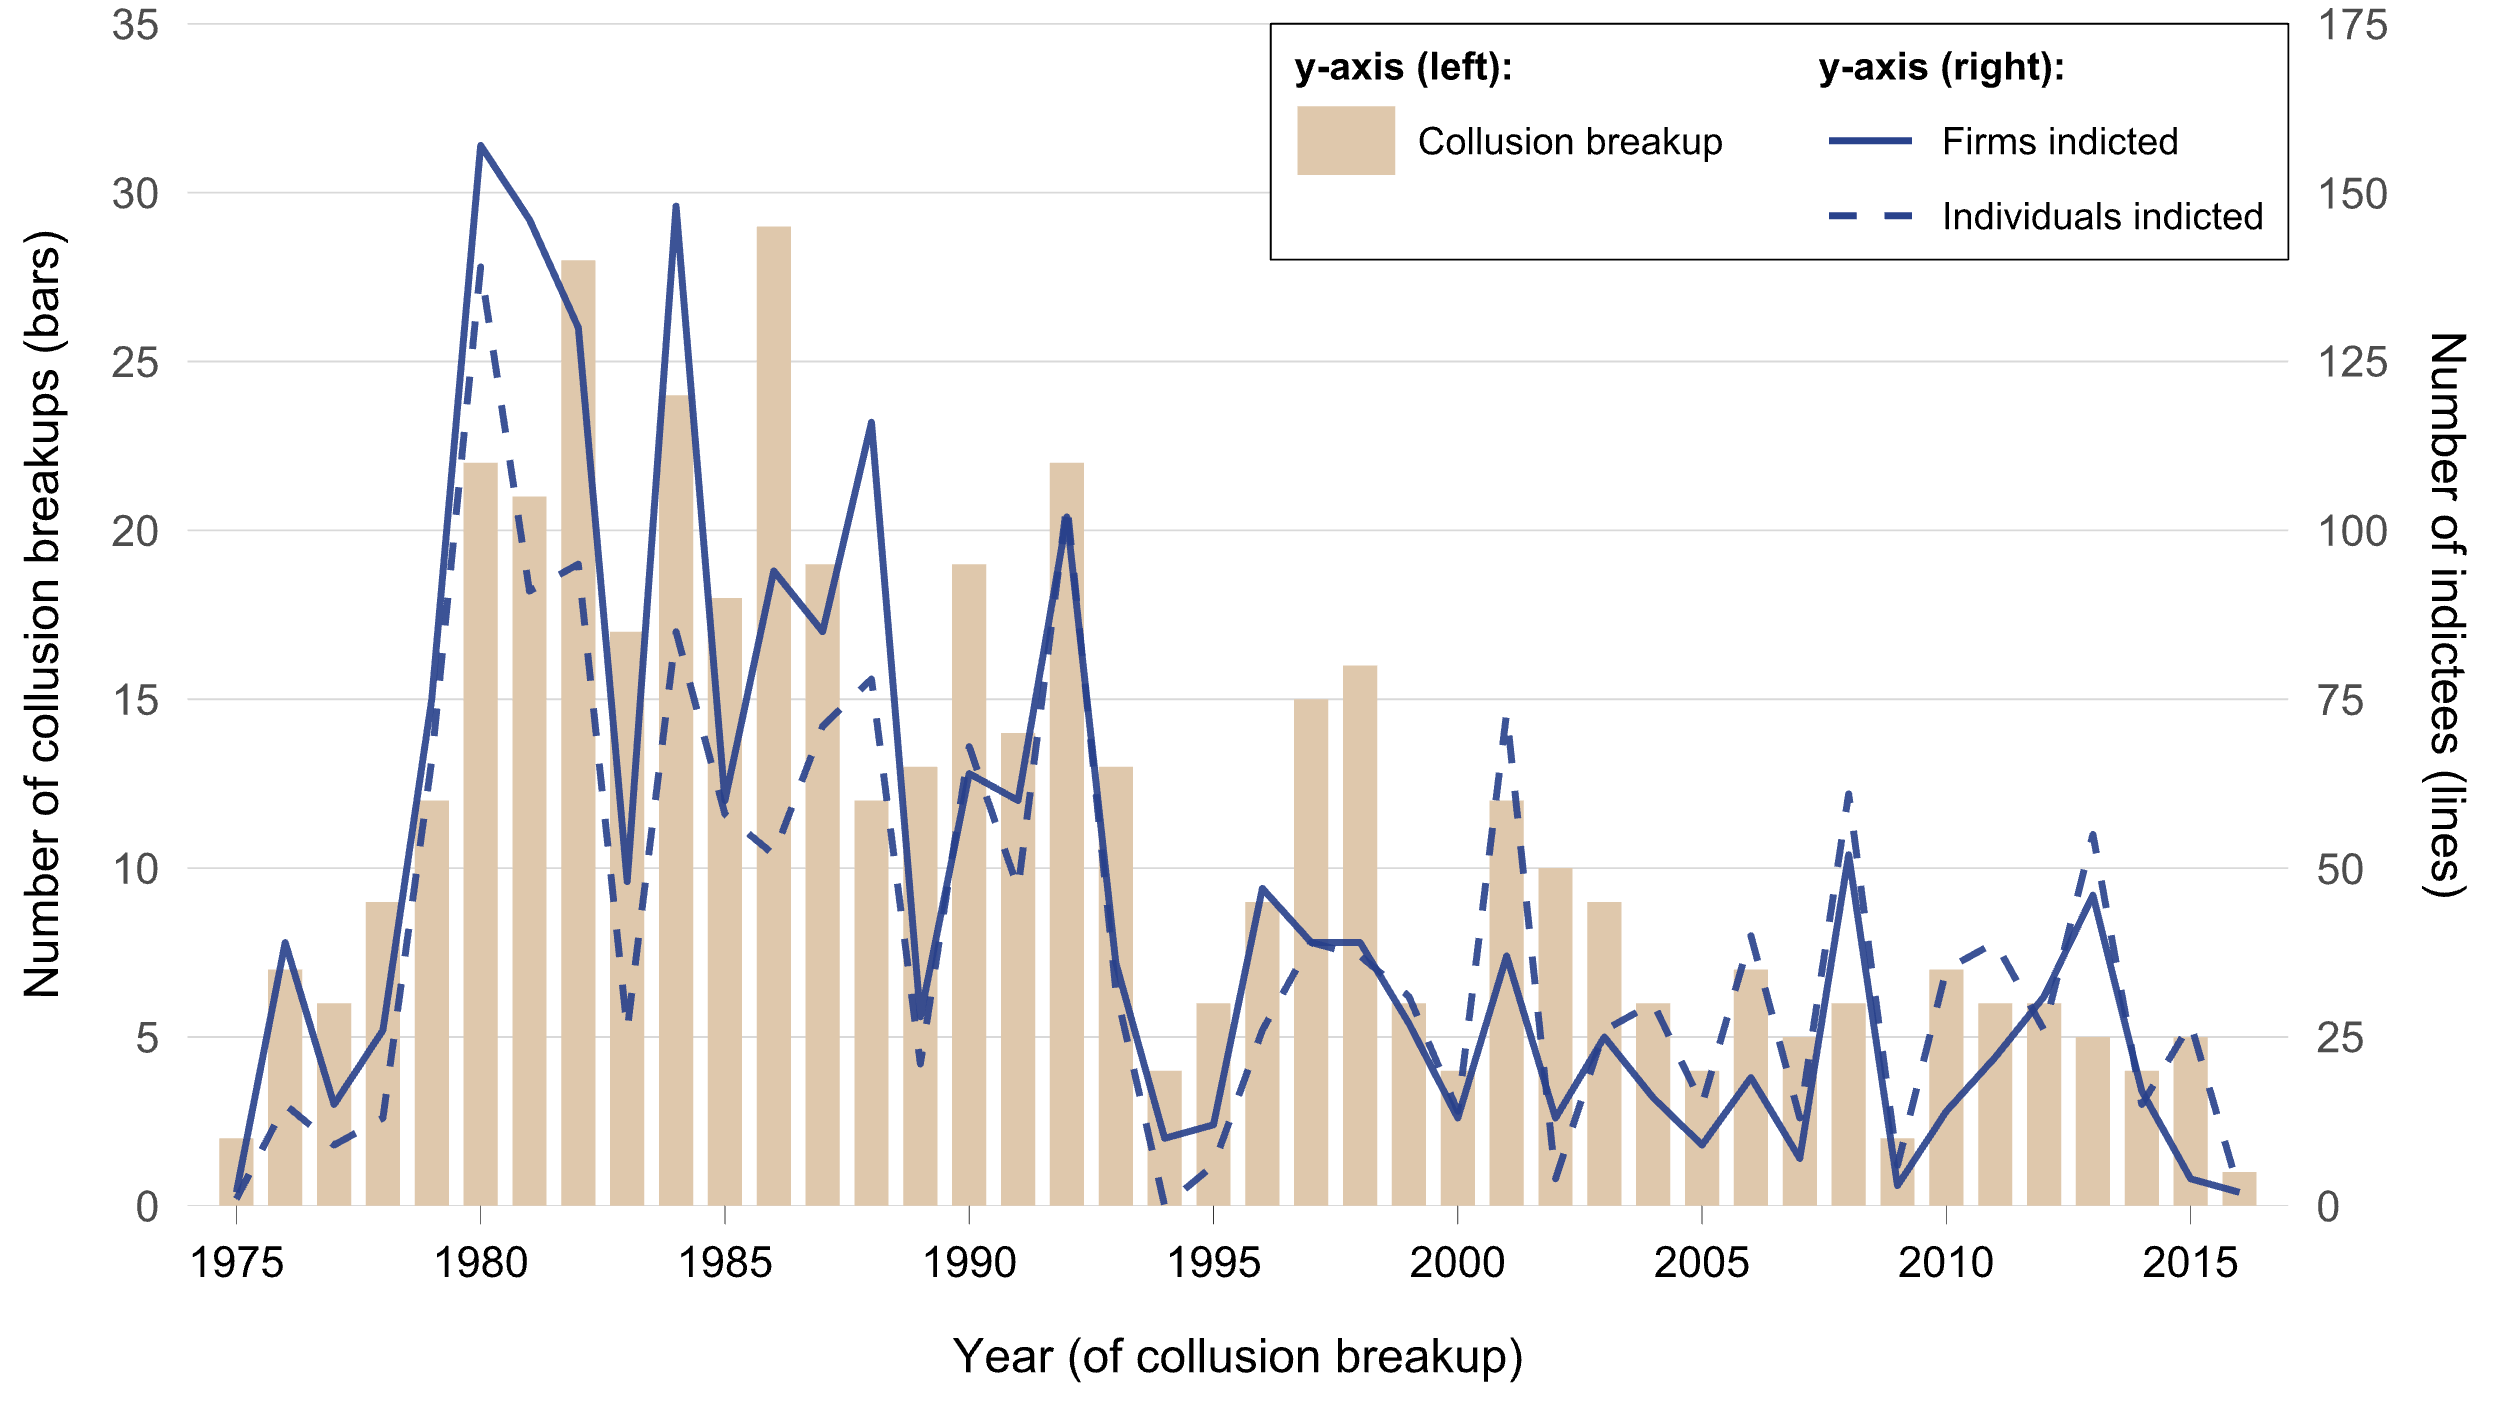 35
30
25
20
15
10
5
0
Number of collusion breakups (bars)
y-axis (left):
Collusion breakup
y-axis (right):
Firms indicted
Individuals indicted
175
150
125
100
75
50
25
0
Number of indictees (lines)
1975 1980 1985 1990 1995 2000 2005 2010 2015
Year (of collusion breakup)